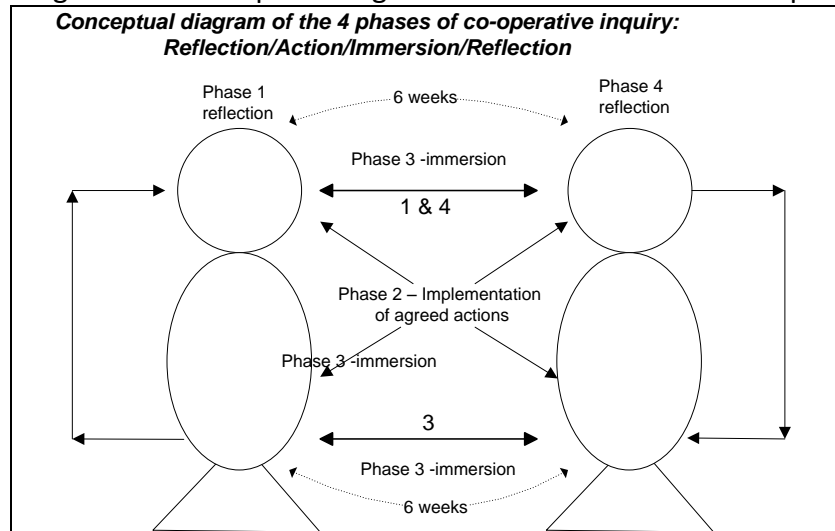 Conceptual diagram of the 4 phases of co-operative inquiry:
Reflection/Action/Immersion/Reflection
Phase 1
reflection
6 weeks
Phase 4
reflection
Phase 3 -immersion
1 & 4
Phase 2 – Implementation
of agreed actions
Phase 3 -immersion
3
Phase 3 -immersion
6 weeks